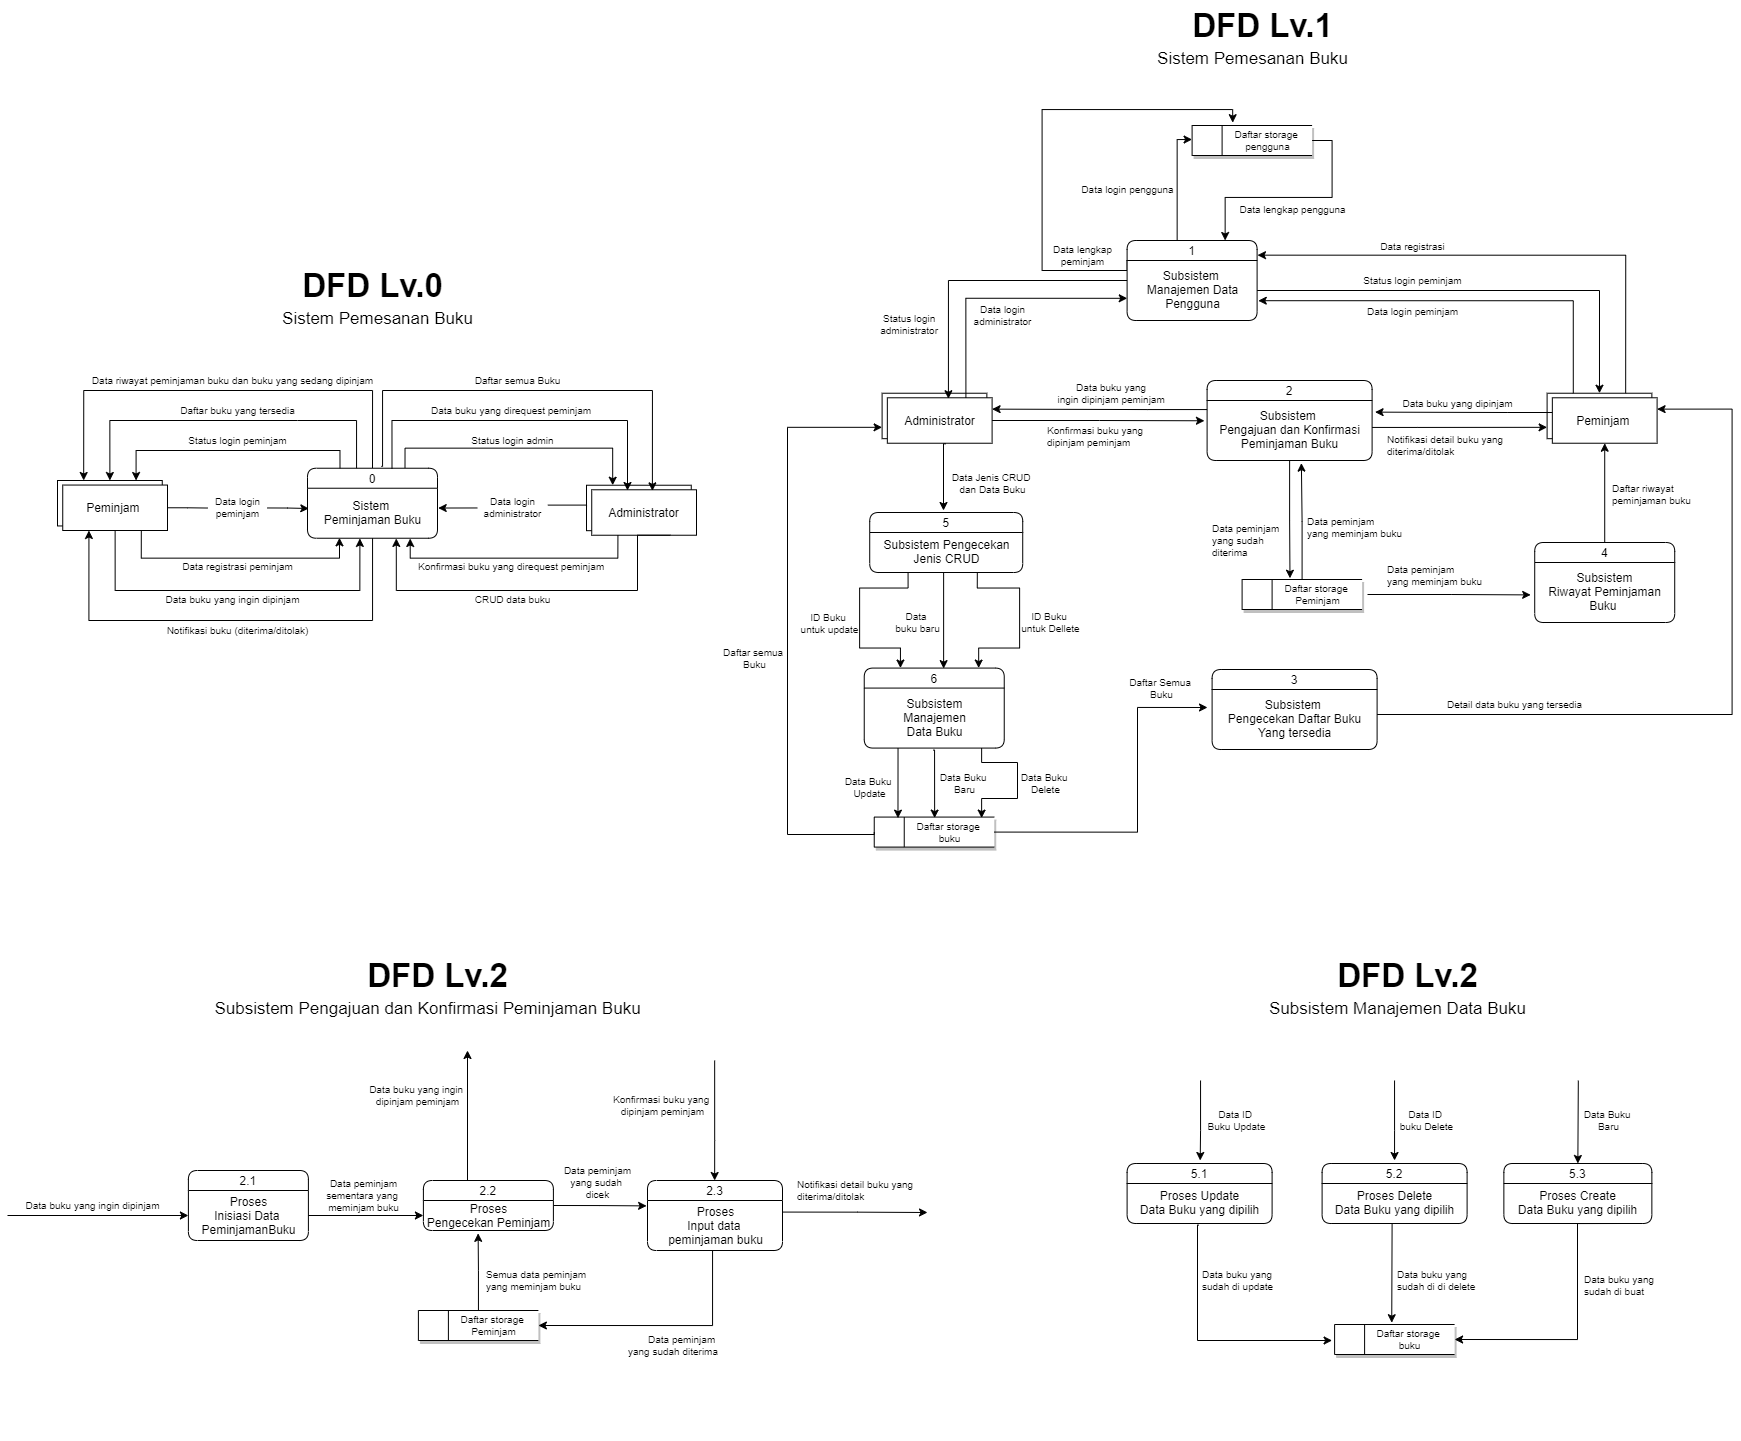 DFD Lv.1
Sistem Pemesanan Buku
Daftar storage
pengguna
Data login pengguna
Data lengkap pengguna
Data lengkap
peminjam
1
Subsistem
Manajemen Data
Pengguna
Data registrasi
Status login peminjam
Data login peminjam
Status login
administrator
Data login
administrator
Administrator
Data buku yang
ingin dipinjam peminjam
Konfirmasi buku yang
dipinjam peminjam
2
Subsistem
Pengajuan dan Konfirmasi
Peminjaman Buku
Data buku yang dipinjam
Notifikasi detail buku yang
diterima/ditolak
Peminjam
Data Jenis CRUD
dan Data Buku
5
Subsistem Pengecekan
Jenis CRUD
Data peminjam
yang sudah
diterima
Data peminjam
yang meminjam buku
Daftar storage
Peminjam
Data peminjam
yang meminjam buku
Daftar riwayat
peminjaman buku
4
Subsistem
Riwayat Peminjaman
Buku
ID Buku
untuk update
Data
buku baru
ID Buku
untuk Dellete
Daftar semua
Buku
6
Subsistem
Manajemen
Data Buku
Daftar Semua
Buku
3
Subsistem
Pengecekan Daftar Buku
Yang tersedia
Detail data buku yang tersedia
Data Buku
Update
Data Buku
Baru
Data Buku
Delete
Daftar storage
buku
DFD Lv.0
Sistem Pemesanan Buku
Data riwayat peminjaman buku dan buku yang sedang dipinjam
Daftar semua Buku
Daftar buku yang tersedia
Data buku yang direquest peminjam
Status login peminjam
Status login admin
Peminjam
Data login
peminjam
0
Sistem
Peminjaman Buku
Data login
administrator
Administrator
Data registrasi peminjam
Konfirmasi buku yang direquest peminjam
Data buku yang ingin dipinjam
CRUD data buku
Notifikasi buku (diterima/ditolak)
DFD Lv.2
Subsistem Pengajuan dan Konfirmasi Peminjaman Buku
Data buku yang ingin
dipinjam peminjam
Konfirmasi buku yang
dipinjam peminjam
Data buku yang ingin dipinjam
2.1
Proses
Inisiasi Data
PeminjamanBuku
Data peminjam
sementara yang
meminjam buku
2.2
Proses
Pengecekan Peminjam
Data peminjam
yang sudah
dicek
2.3
Proses
Input data
peminjaman buku
Notifikasi detail buku yang
diterima/ditolak
Semua data peminjam
yang meminjam buku
Daftar storage
Peminjam
Data peminjam
yang sudah diterima
DFD Lv.2
Subsistem Manajemen Data Buku
Data ID
Buku Update
Data ID
buku Delete
Data Buku
Baru
5.1
Proses Update
Data Buku yang dipilih
5.2
Proses Delete
Data Buku yang dipilih
5.3
Proses Create
Data Buku yang dipilih
Data buku yang
sudah di update
Data buku yang
sudah di di delete
Data buku yang
sudah di buat
Daftar storage
buku